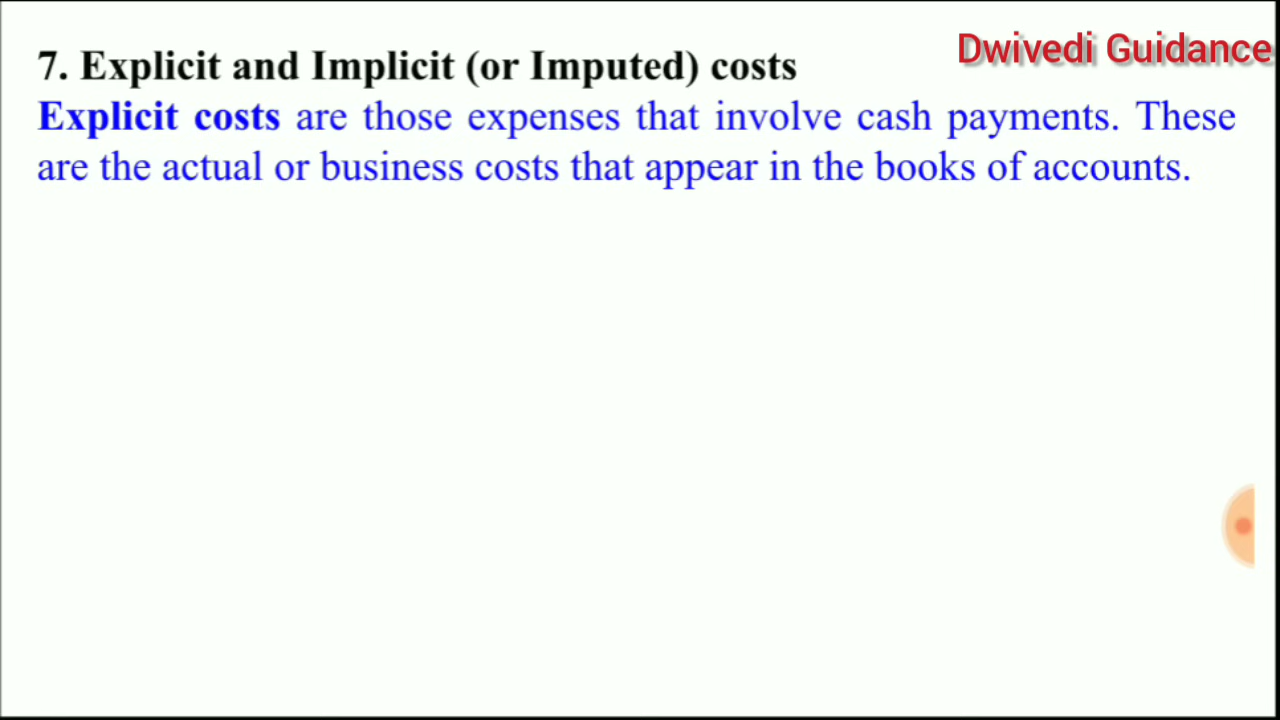 Dwivedi Guidance
7. Explicit and Implicit (or Imputed) costs
Explicit costs are those expenses that involve cash payments. These
are the actual or business costs that appear in the books of accounts.